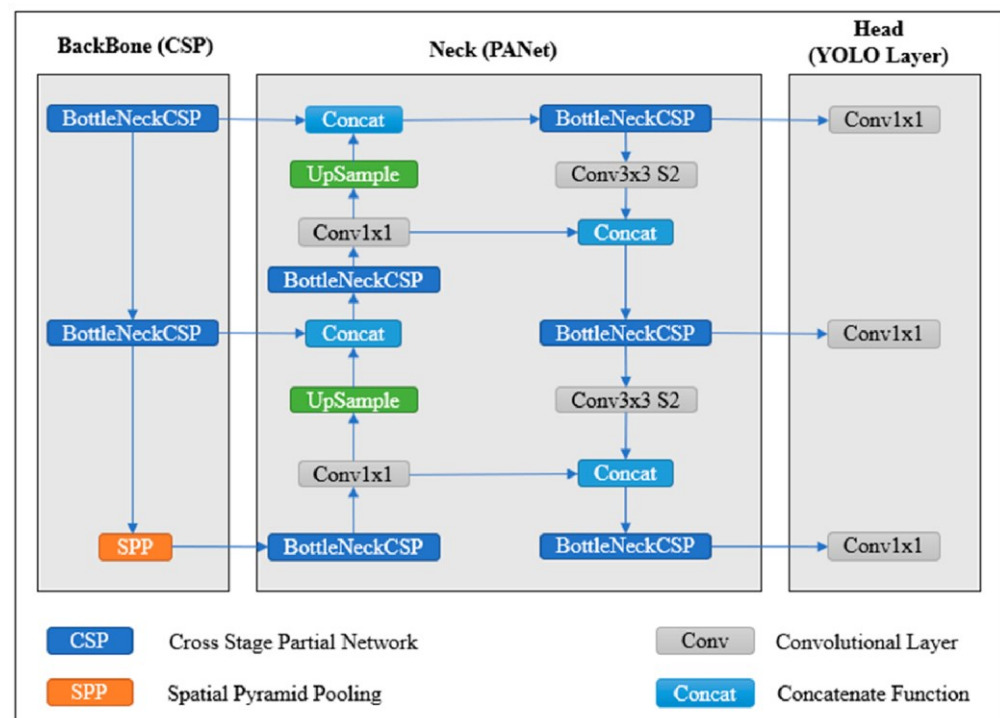 BackBone (CSP)
Neck (PANet)
Head
(YOLO Layer)
BottleNeckCSP
Concat
BottleNeckCSP
Conv1x1
UpSample
Conv3x3 S2
Conv1x1
Concat
BottleNeckCSP
BottleNeckCSP
Concat
BottleNeckCSP
Conv1x1
UpSample
Conv3x3 S2
Conv1x1
Concat
SPP
BottleNeckCSP
BottleNeckCSP
Conv1x1
CSP
Cross Stage Partial Network
Conv
Convolutional Layer
SPP
Spatial Pyramid Pooling
Concat
Concatenate Function